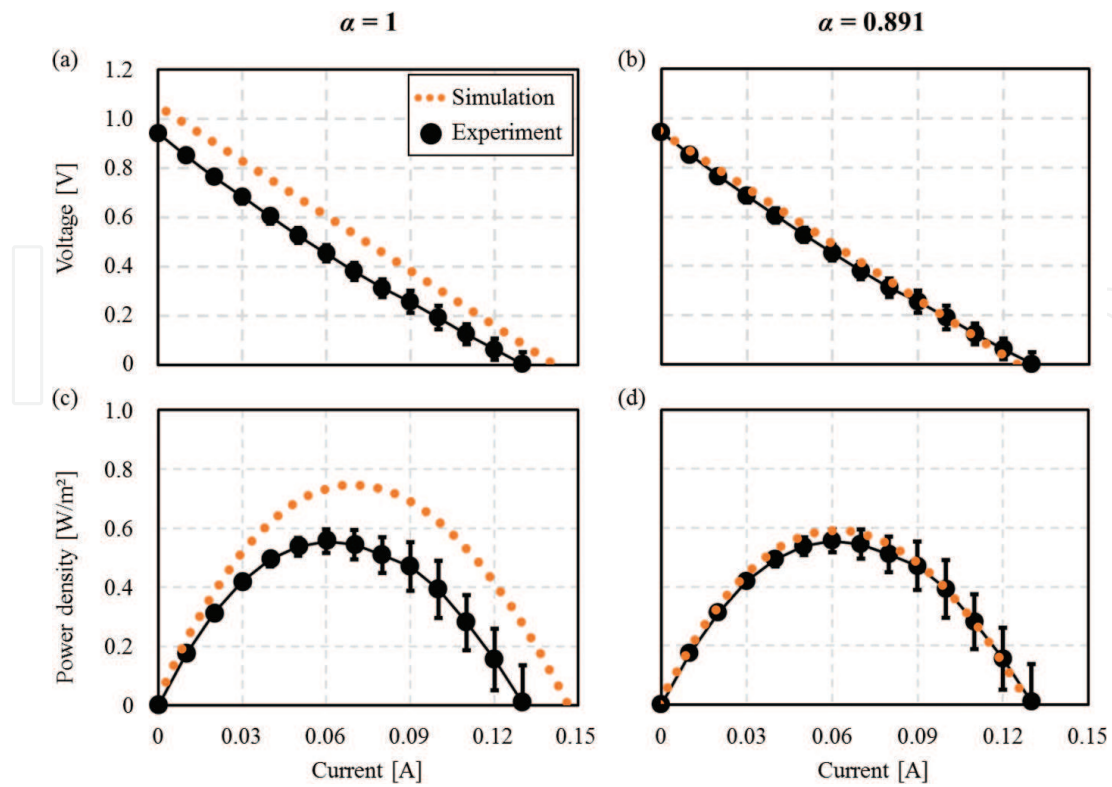 α = 1
α = 0.891
(a)
(b)
1.2
1.0
0.8
0.6
0.4
0.2
0
Voltage [V]
Simulation
Experiment
(c)
(d)
1.0
0.8
0.6
0.4
0.2
0
Power density [W/m²]
0 0.03 0.06 0.09 0.12 0.15
0 0.03 0.06 0.09 0.12 0.15
Current [A]
Current [A]